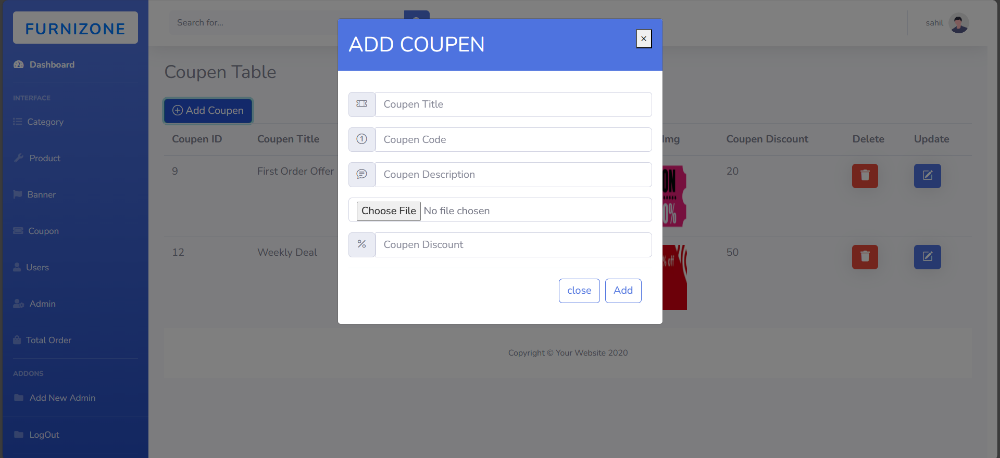 FURNIZONE
Dashboard
INTERFACE
Category
Product
Banner
Coupon
Users
Admin
Total Order
ADDONS
Add New Admin
LogOut
Search for...
sahil
Coupen Table
Add Coupen
Coupen ID Coupen Title Img Coupen Discount Delete Update
9 First Order Offer 20
ON
0%
12 Weekly Deal 50
% off
ADD COUPEN
×
Coupen Title
1 Coupen Code
Coupen Description
Choose File No file chosen
% Coupen Discount
close Add
Copyright © Your Website 2020